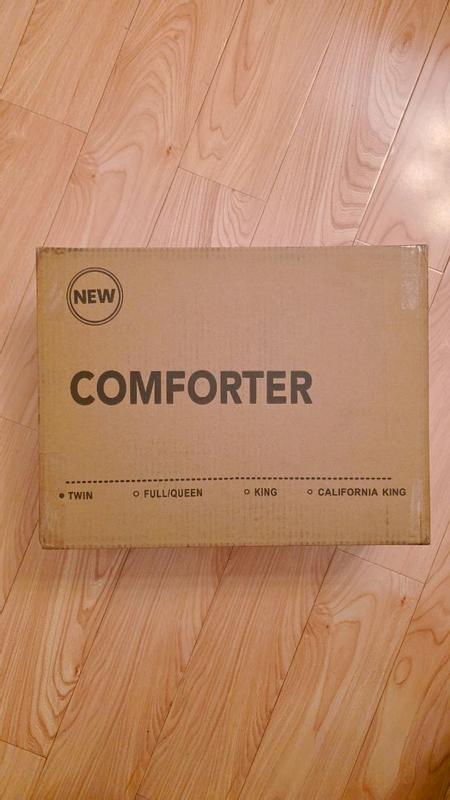 NEW
COMFORTER
● TWIN ○ FULL/QUEEN ○ KING ○ CALIFORNIA KING